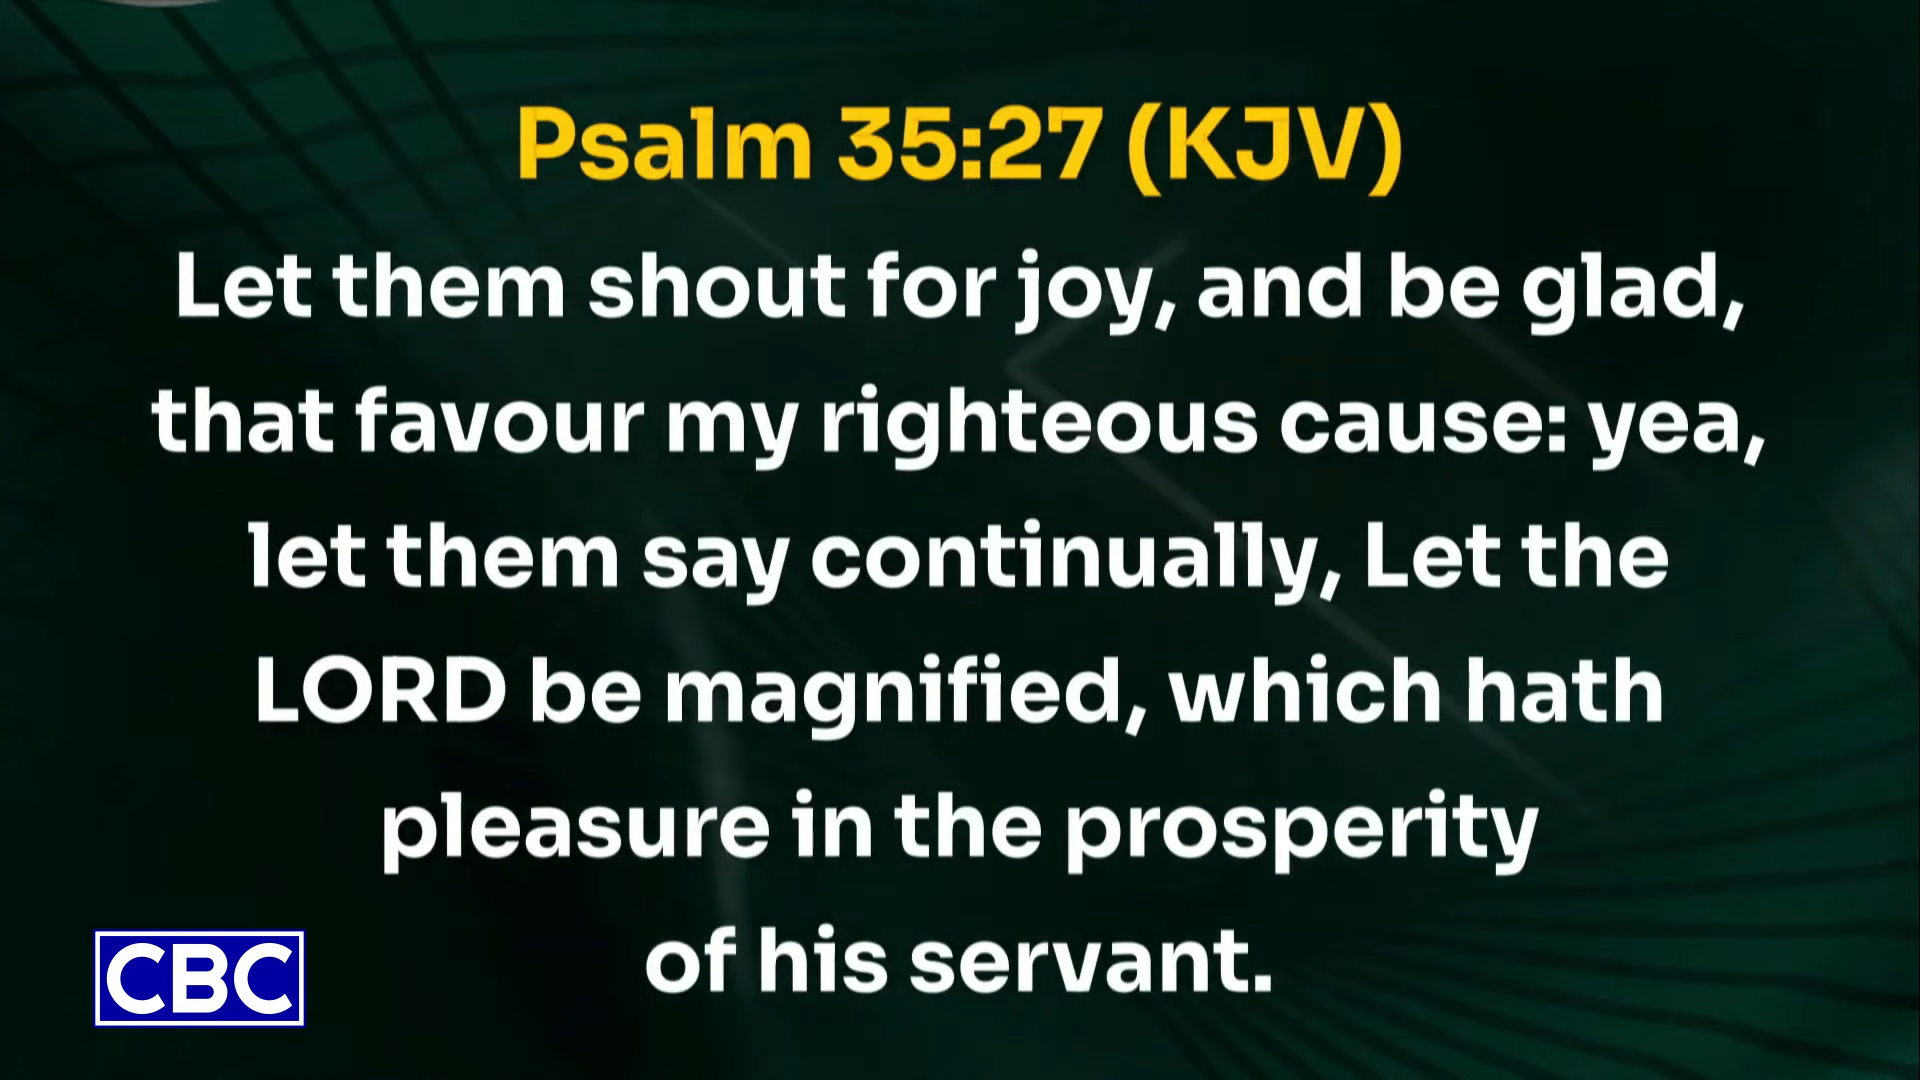 Psalm 35:27 (KJV)
Let them shout for joy, and be glad,
that favour my righteous cause: yea,
let them say continually, Let the
LORD be magnified, which hath
pleasure in the prosperity
of his servant.
CBC